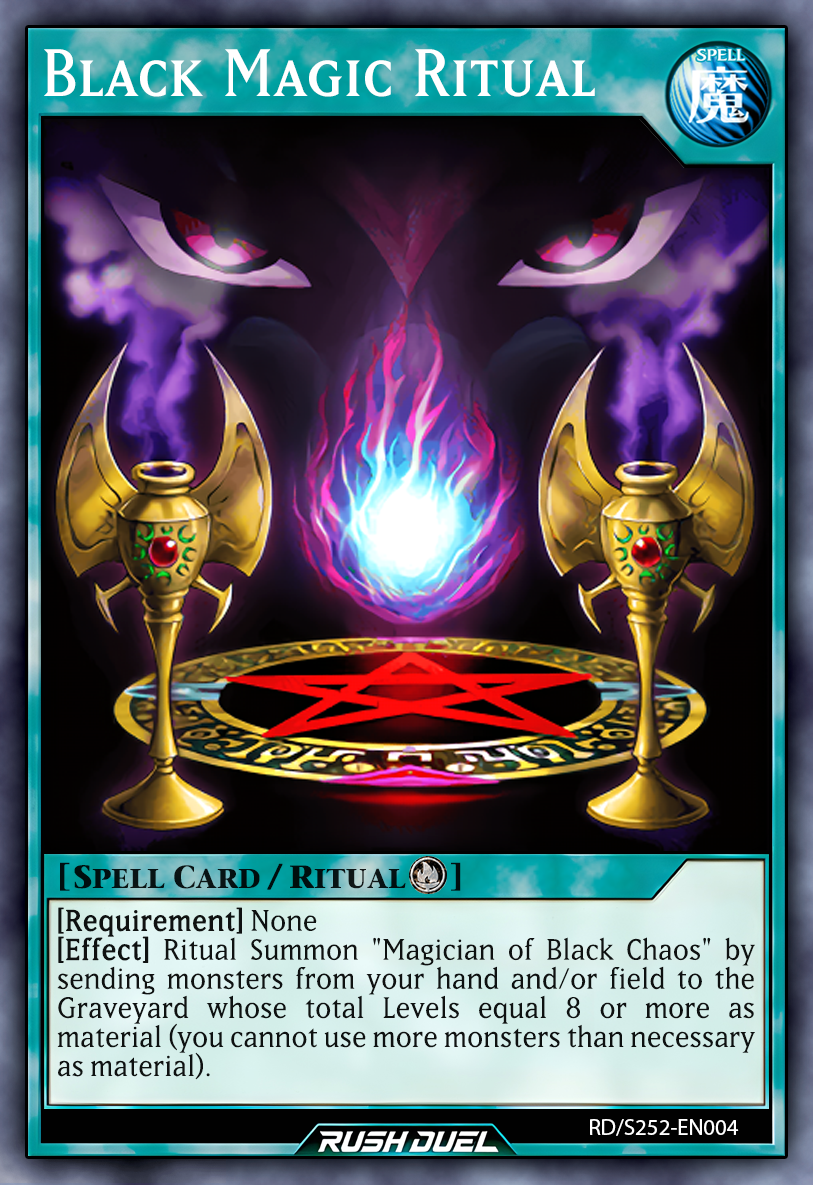 Black Magic Ritual
SPELL
魔
[Spell Card / Ritual]
[Requirement] None
[Effect] Ritual Summon "Magician of Black Chaos" by
sending monsters from your hand and/or field to the
Graveyard whose total Levels equal 8 or more as
material (you cannot use more monsters than necessary
as material).
RD/S252-EN004
RUSH DUEL